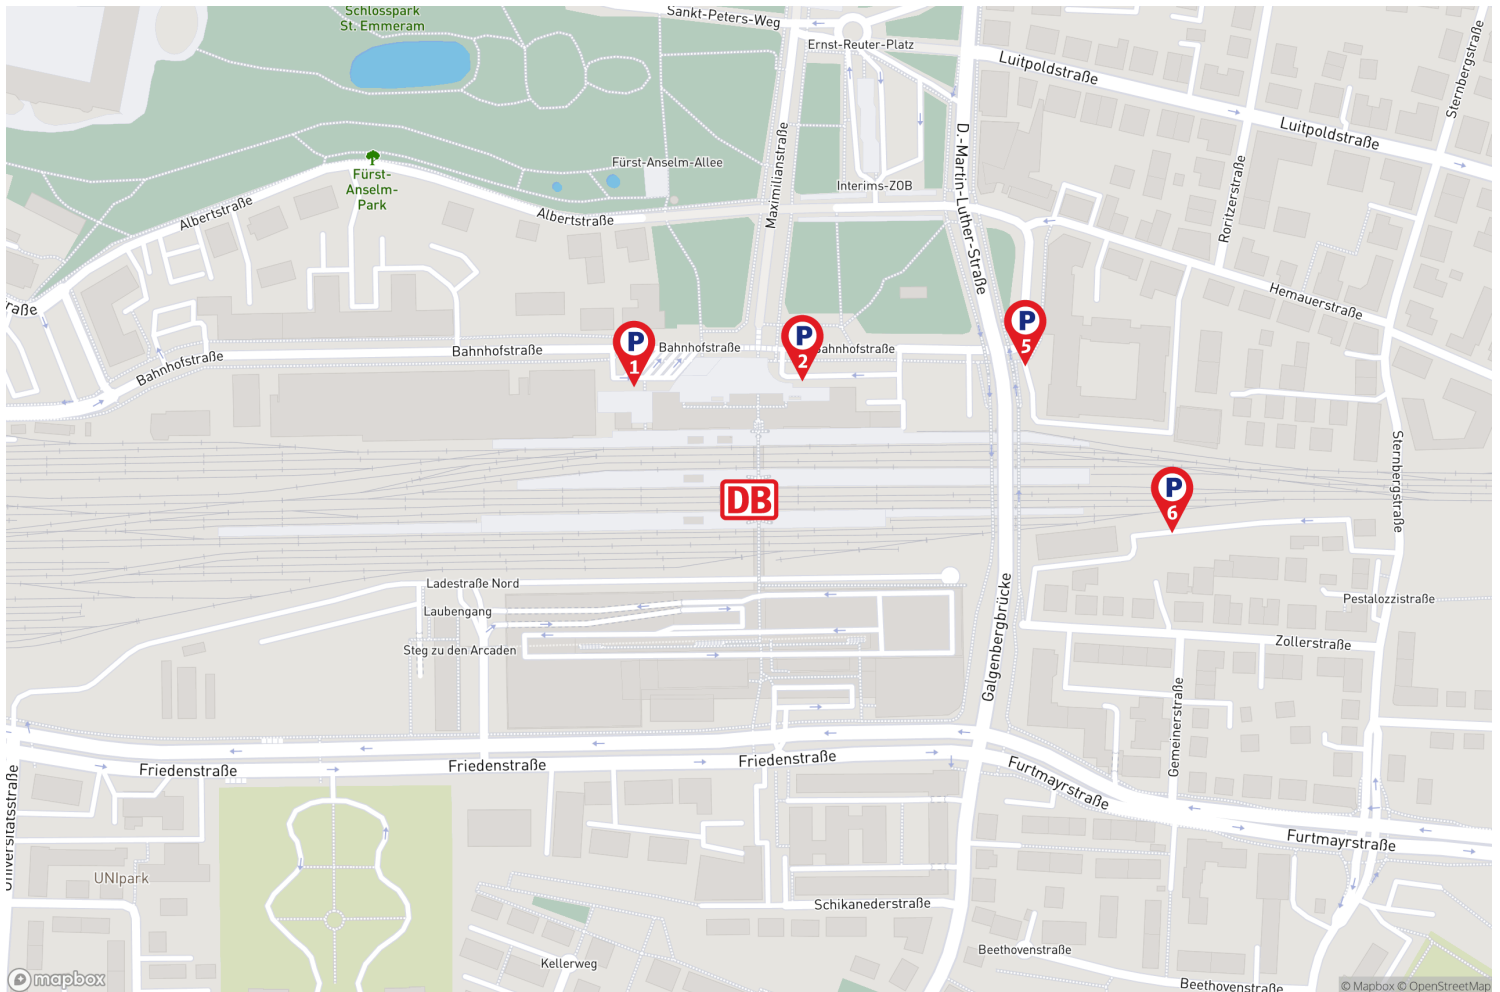 Schlosspark
St. Emmeram
Sankt-Peters-Weg
Ernst-Reuter-Platz
Luitpoldstraße
Sternbergstraße
Luitpoldstraße
Maximilianstraße
D.-Martin-Luther-Straße
Fürst-Anselm-Allee
Fürst-
Anselm-
Park
Interims-ZOB
Roritzerstraße
Albertstraße
Albertstraße
Hemauerstraße
raße
P
1
P
2
P
5
Bahnhofstraße
Bahnhofstraße
Bahnhofstraße
Bahnhofstraße
Sternbergstraße
DB
P
6
Ladestraße Nord
Laubengang
Steg zu den Arcaden
Galgenbergbrücke
Pestalozzistraße
Zollerstraße
Gemeinerstraße
Friedenstraße
Friedenstraße
Friedenstraße
Furtmayrstraße
Furtmayrstraße
Universitätsstraße
UNIpark
Schikanederstraße
Kellerweg
Beethovenstraße
Beethovenstraße
mapbox
© Mapbox © OpenStreetMap